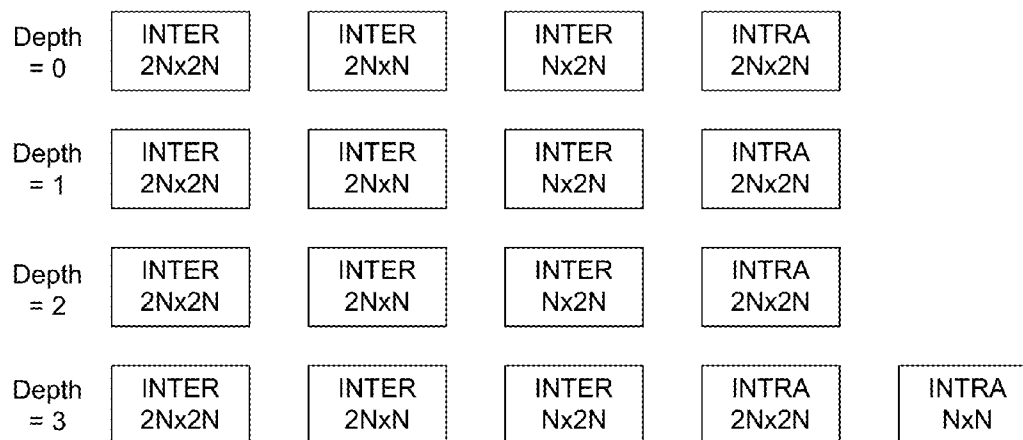 Depth
= 0
INTER
2Nx2N
INTER
2NxN
INTER
Nx2N
INTRA
2Nx2N
Depth
= 1
INTER
2Nx2N
INTER
2NxN
INTER
Nx2N
INTRA
2Nx2N
Depth
= 2
INTER
2Nx2N
INTER
2NxN
INTER
Nx2N
INTRA
2Nx2N
Depth
= 3
INTER
2Nx2N
INTER
2NxN
INTER
Nx2N
INTRA
2Nx2N
INTRA
NxN